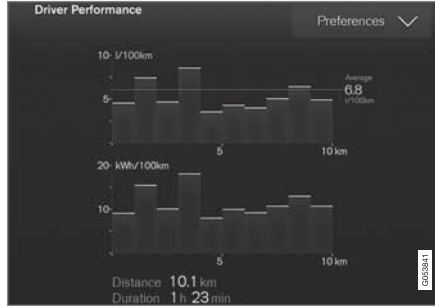 Driver Performance
Preferences
10 l/100km
Average
6.8
l/100km
5
5
10 km
20 kWh/100km
10
5
10 km
Distance 10.1 km
Duration 1 h 23 min
G053841